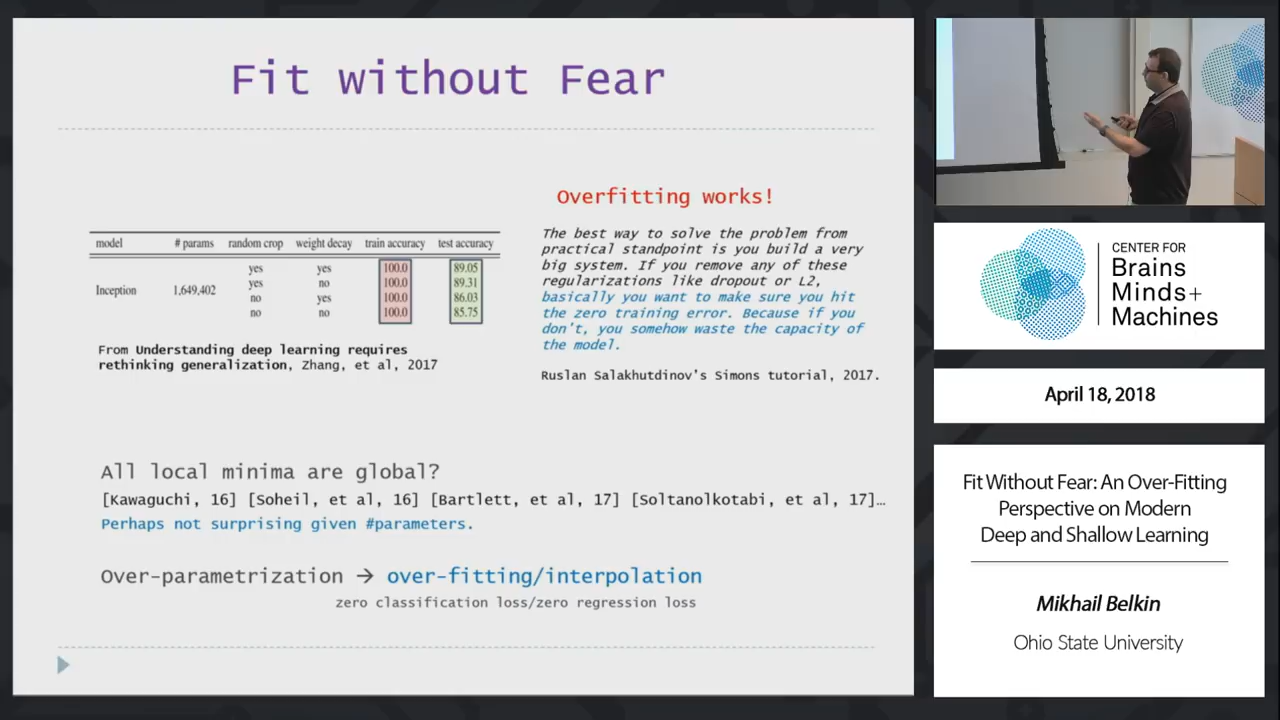 Fit without Fear
model # params random crop weight decay train accuracy test accuracy
yes yes 100.0 89.05
yes no 100.0 89.31
Inception 1,649,402
no yes 100.0 86.03
no no 100.0 85.75
From Understanding deep learning requires
rethinking generalization, Zhang, et al, 2017
Overfitting works!
The best way to solve the problem from
practical standpoint is you build a very
big system. If you remove any of these
regularizations like dropout or L2,
basically you want to make sure you hit
the zero training error. Because if you
don't, you somehow waste the capacity of
the model.
Ruslan Salakhutdinov's Simons tutorial, 2017.
All local minima are global?
[Kawaguchi, 16] [Soheil, et al, 16] [Bartlett, et al, 17] [Soltanolkotabi, et al, 17]…
Perhaps not surprising given #parameters.
Over-parametrization → over-fitting/interpolation
zero classification loss/zero regression loss
CENTER FOR
Brains
Minds+
Machines
April 18, 2018
Fit Without Fear: An Over-Fitting
Perspective on Modern
Deep and Shallow Learning
Mikhail Belkin
Ohio State University